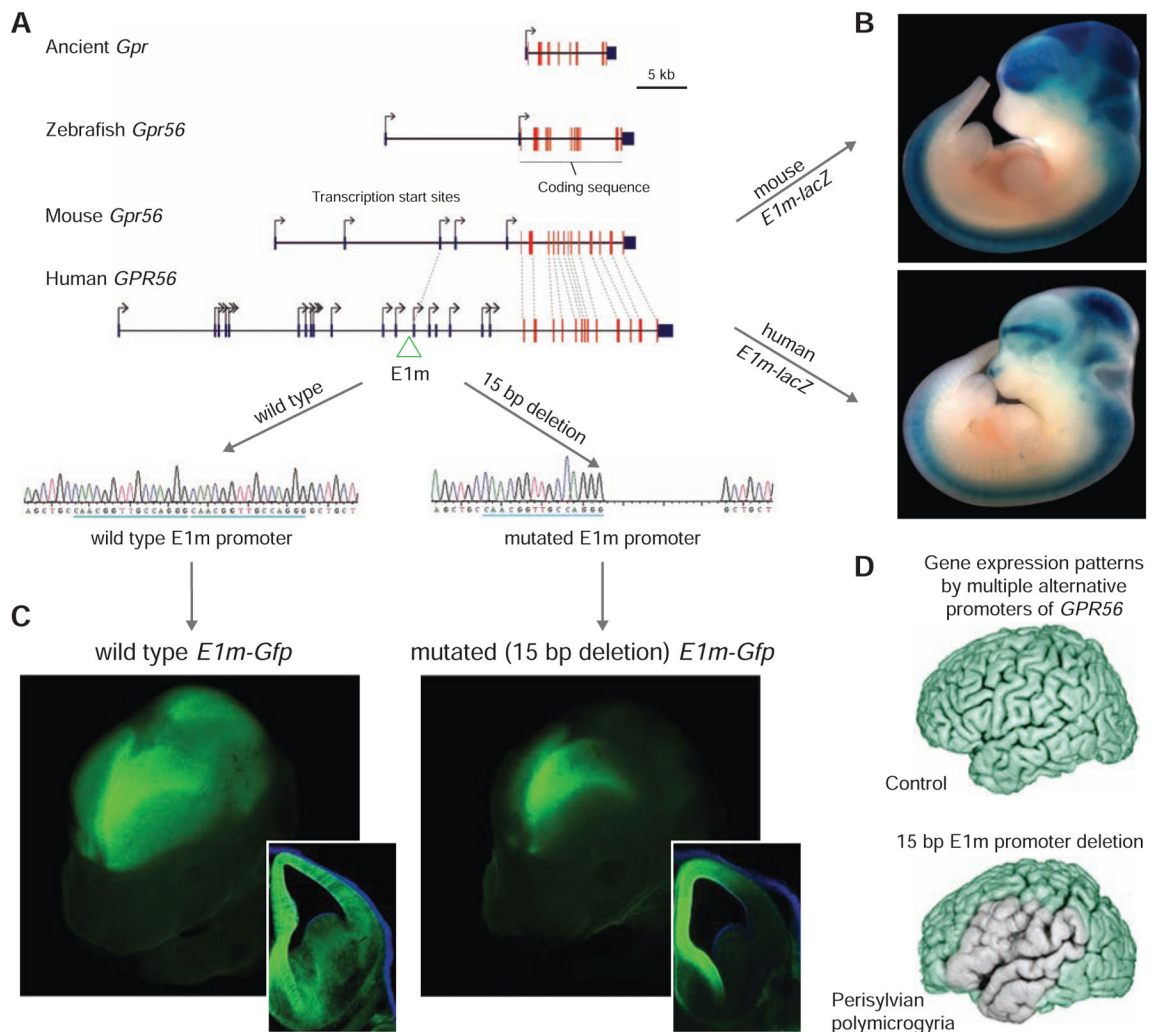 A
Ancient Gpr
5 kb
Zebrafish Gpr56
Coding sequence
Transcription start sites
Mouse Gpr56
Human GPR56
E1m
wild type
15 bp deletion
mouse
E1m-lacZ
human
E1m-lacZ
B
AGCTGCCAACGGTTGCCAGGGCAACGGTTGCCAGGGGCTGCT
wild type E1m promoter
AGCTGCCAACGGTTGCCAGGG GCTGCT
mutated E1m promoter
C
wild type E1m-Gfp
mutated (15 bp deletion) E1m-Gfp
D
Gene expression patterns
by multiple alternative
promoters of GPR56
Control
15 bp E1m promoter deletion
Perisylvian
polymicrogyria